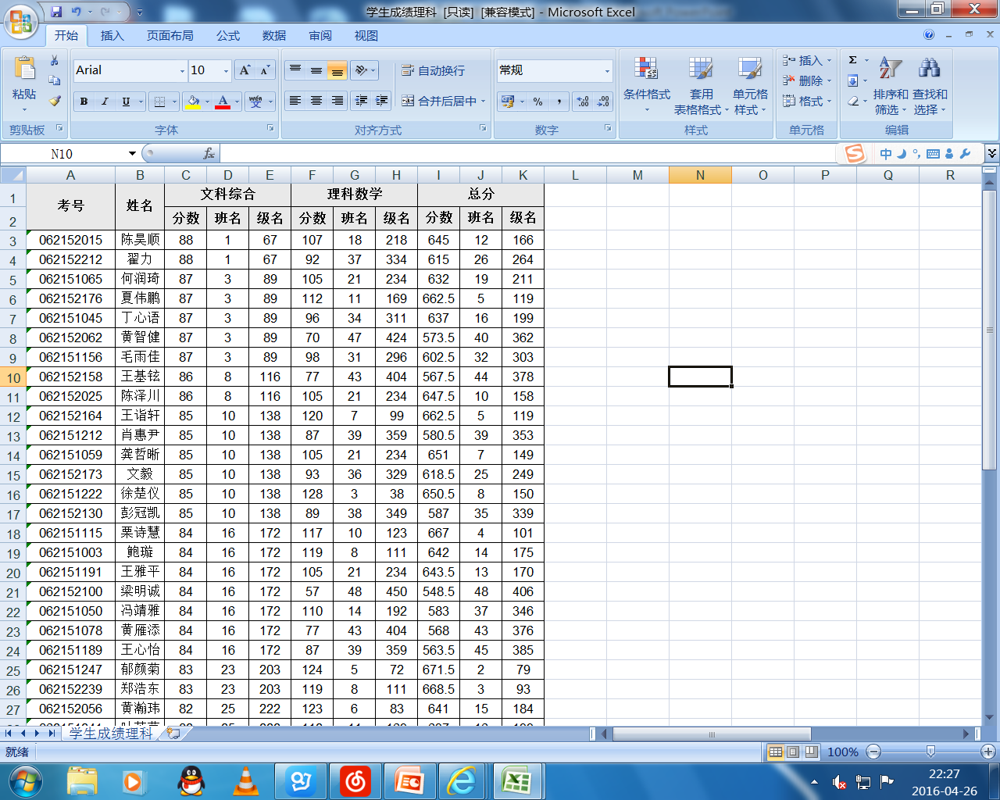 学生成绩理科 [只读] [兼容模式] - Microsoft Excel
开始 插入 页面布局 公式 数据 审阅 视图
Arial 10 自动换行 常规 插入
粘贴 条件格式 套用 单元格 删除 排序和 查找和
B I U 合并后居中 % , 表格格式 样式 格式 筛选 选择
剪贴板 字体 对齐方式 数字 样式 单元格 编辑
N10 fx 中
A B C D E F G H I J K L M N O P Q R
1 考号 姓名 文科综合 理科数学 总分
2 分数 班名 级名 分数 班名 级名 分数 班名 级名
3 062152015 陈昊顺 88 1 67 107 18 218 645 12 166
4 062152212 翟力 88 1 67 92 37 334 615 26 264
5 062151065 何润琦 87 3 89 105 21 234 632 19 211
6 062152176 夏伟鹏 87 3 89 112 11 169 662.5 5 119
7 062151045 丁心语 87 3 89 96 34 311 637 16 199
8 062152062 黄智健 87 3 89 70 47 424 573.5 40 362
9 062151156 毛雨佳 87 3 89 98 31 296 602.5 32 303
10 062152158 王基铉 86 8 116 77 43 404 567.5 44 378
11 062152025 陈泽川 86 8 116 105 21 234 647.5 10 158
12 062152164 王诣轩 85 10 138 120 7 99 662.5 5 119
13 062151212 肖惠尹 85 10 138 87 39 359 580.5 39 353
14 062151059 龚哲晰 85 10 138 105 21 234 651 7 149
15 062152173 文毅 85 10 138 93 36 329 618.5 25 249
16 062151222 徐楚仪 85 10 138 128 3 38 650.5 8 150
17 062152130 彭冠凯 85 10 138 89 38 349 587 35 339
18 062151115 栗诗慧 84 16 172 117 10 123 667 4 101
19 062151003 鲍璇 84 16 172 119 8 111 642 14 175
20 062151191 王雅平 84 16 172 105 21 234 643.5 13 170
21 062152100 梁明诚 84 16 172 57 48 450 548.5 48 406
22 062151050 冯靖雅 84 16 172 110 14 192 583 37 346
23 062151078 黄雁添 84 16 172 77 43 404 568 43 376
24 062151189 王心怡 84 16 172 87 39 359 563.5 45 385
25 062151247 郁颜菊 83 23 203 124 5 72 671.5 2 79
26 062152239 郑浩东 83 23 203 119 8 111 668.5 3 93
27 062152056 黄瀚玮 82 25 222 123 6 83 641 15 184
学生成绩理科
就绪 100%
22:27
2016-04-26